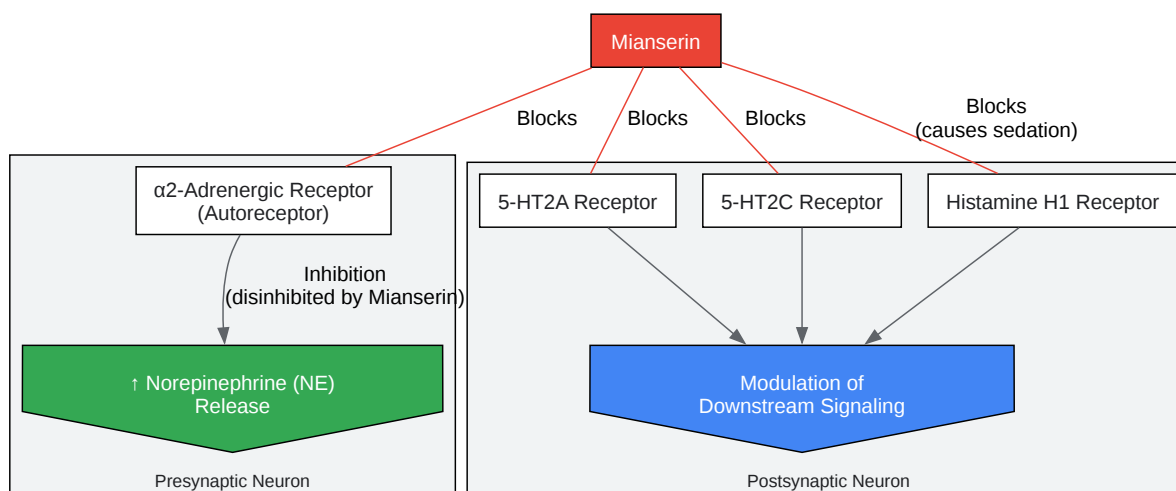 Mianserin
Blocks
Blocks
Blocks
Blocks
(causes sedation)
α2-Adrenergic Receptor
(Autoreceptor)
5-HT2A Receptor
5-HT2C Receptor
Histamine H1 Receptor
Inhibition
(disinhibited by Mianserin)
↑ Norepinephrine (NE)
Release
Modulation of
Downstream Signaling
Presynaptic Neuron
Postsynaptic Neuron